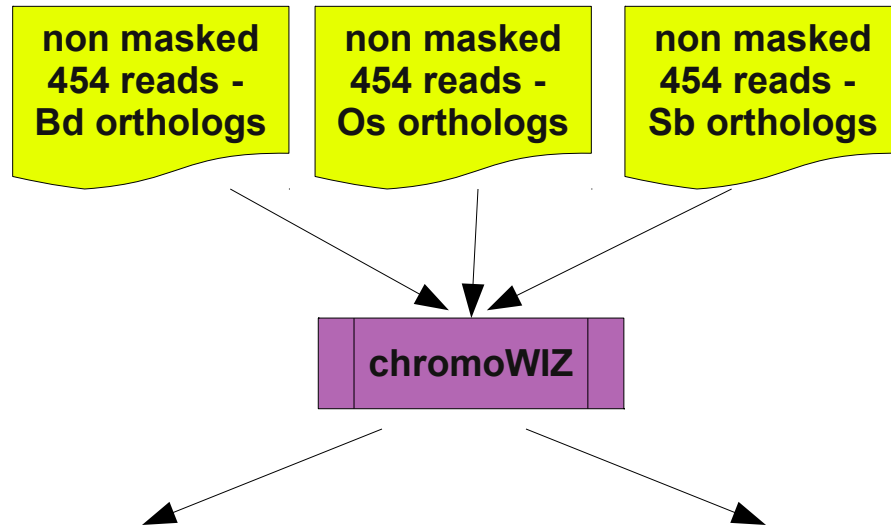 non masked
454 reads -
Bd orthologs
non masked
454 reads -
Os orthologs
non masked
454 reads -
Sb orthologs
chromoWIZ